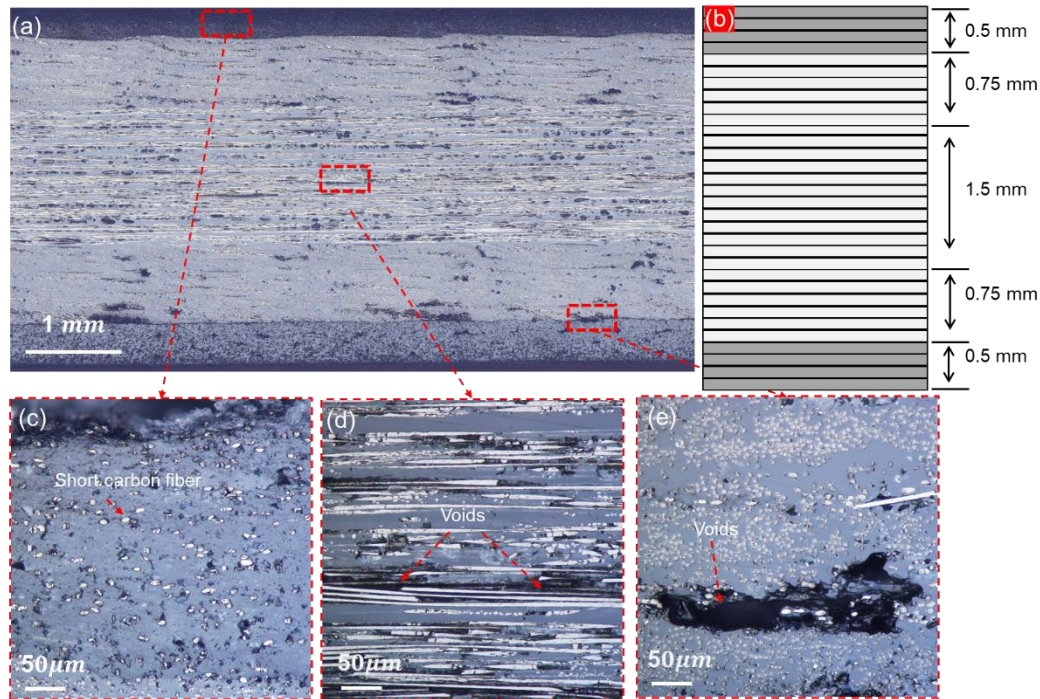 (a)
1 mm
(b)
0.5 mm
0.75 mm
1.5 mm
0.75 mm
0.5 mm
(c)
Short carbon fiber
50μm
(d)
Voids
50μm
(e)
Voids
50μm